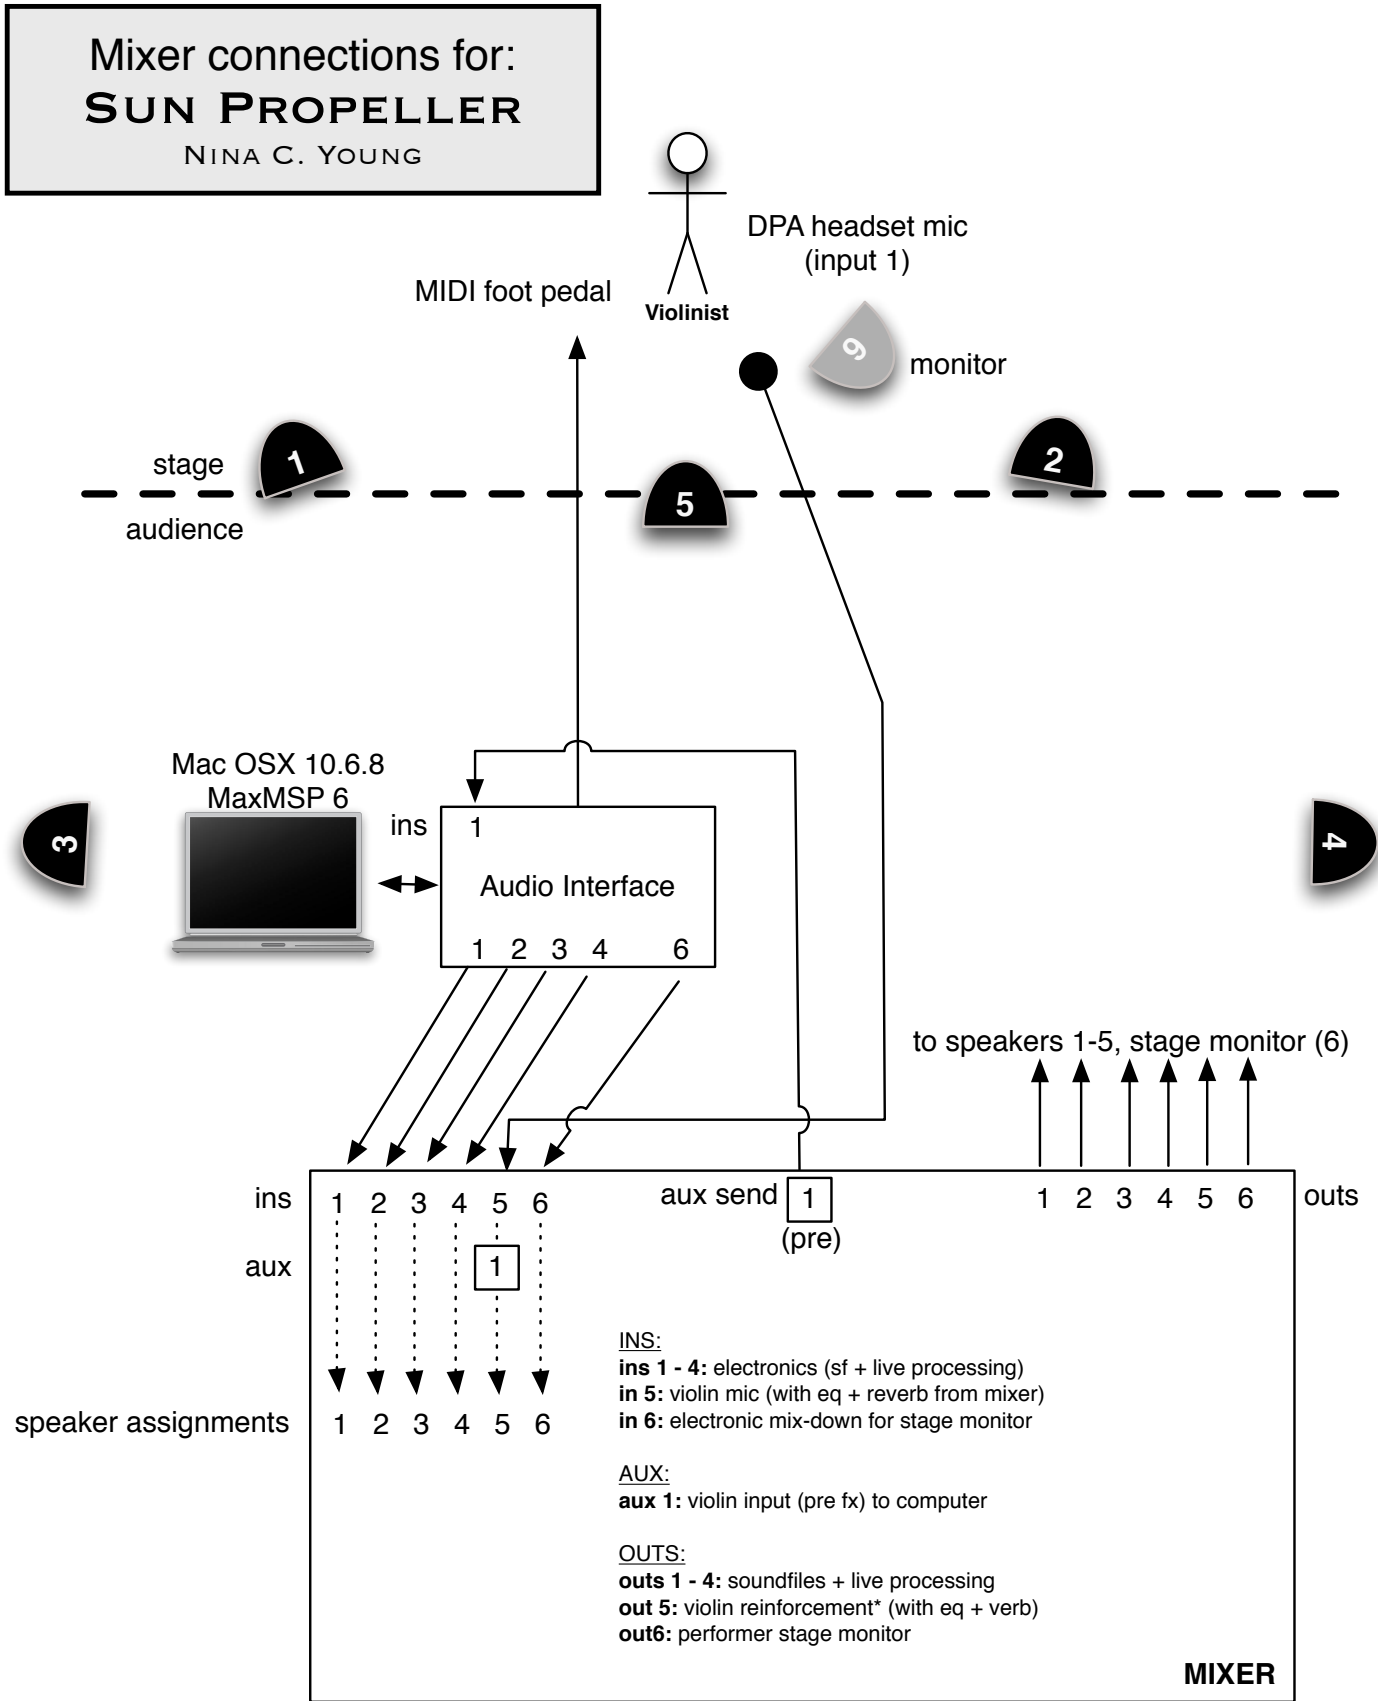 Mixer connections for:
SUN PROPELLER
NINA C. YOUNG
DPA headset mic
(input 1)
MIDI foot pedal
Violinist
6
monitor
stage
1
2
5
audience
Mac OSX 10.6.8
MaxMSP 6
ins
1
3
4
Audio Interface
1 2 3 4 6
to speakers 1-5, stage monitor (6)
ins 1 2 3 4 5 6
aux send 1
(pre)
1 2 3 4 5 6 outs
aux 1
speaker assignments 1 2 3 4 5 6
INS:
ins 1 - 4: electronics (sf + live processing)
in 5: violin mic (with eq + reverb from mixer)
in 6: electronic mix-down for stage monitor
AUX:
aux 1: violin input (pre fx) to computer
OUTS:
outs 1 - 4: soundfiles + live processing
out 5: violin reinforcement* (with eq + verb)
out6: performer stage monitor
MIXER